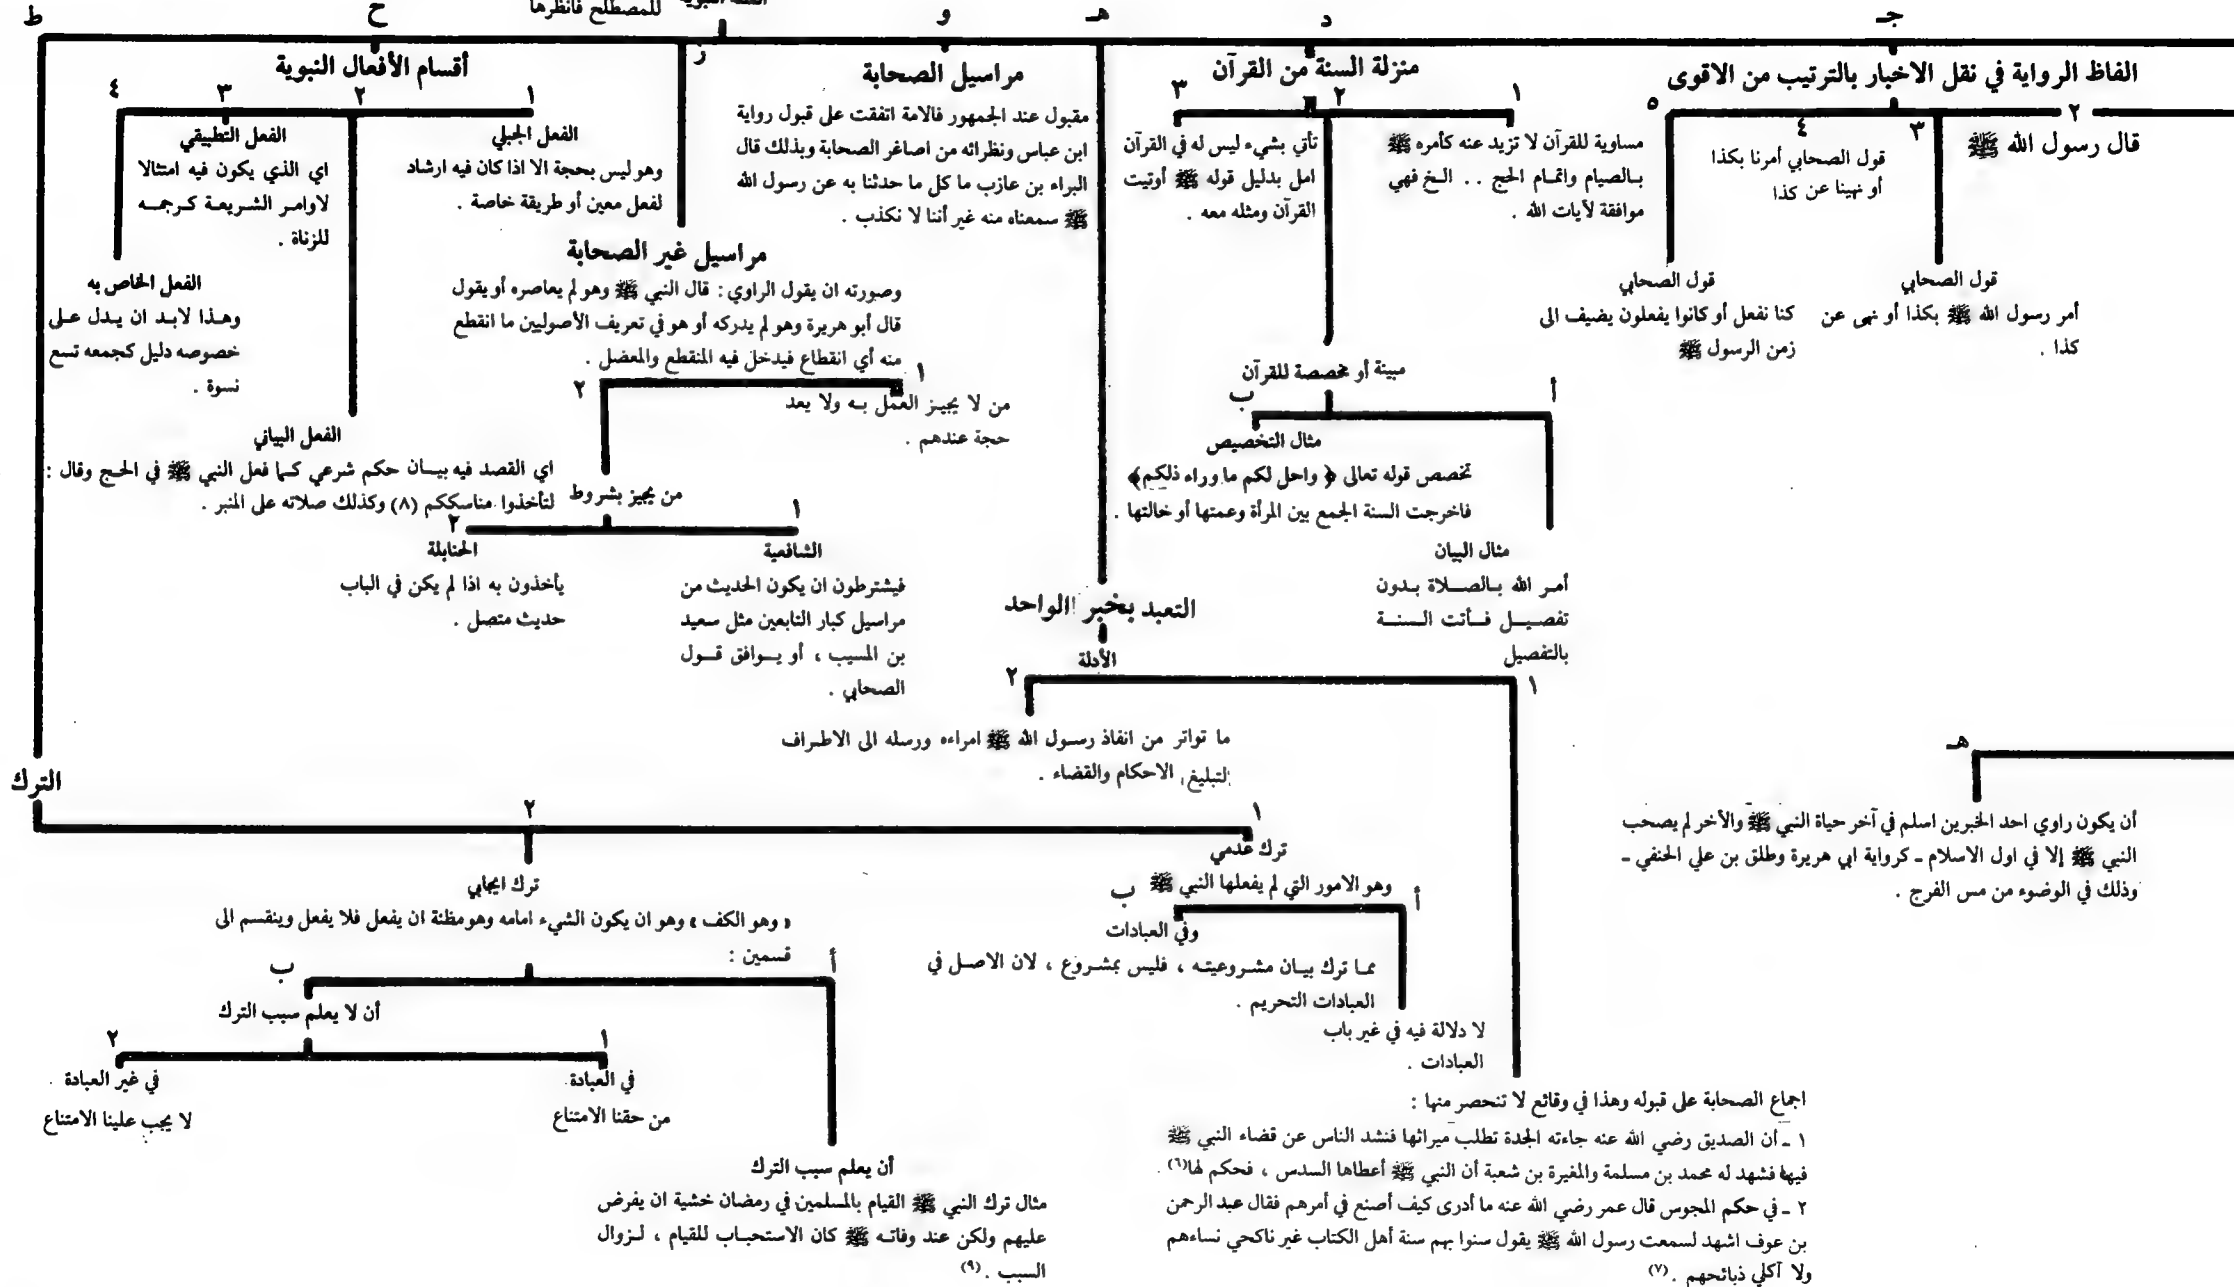 للمصطلح فانظرها
جـ
د
هـ
و
ر
ح
ط
الفاظ الرواية في نقل الاخبار بالترتيب من الاقوى
٢
قال رسول الله ﷺ
٣
قول الصحابي
أمر رسول الله ﷺ بكذا أو نهى عن
كذا .
٤
قول الصحابي أمرنا بكذا
أو نهينا عن كذا
٥
قول الصحابي
كنا نفعل أو كانوا يفعلون يضيف الى
زمن الرسول ﷺ
هـ
أن يكون راوي احد الخبرين اسلم في آخر حياة النبي ﷺ والأخر لم يصحب
النبي ﷺ إلا في اول الاسلام ـ كرواية ابي هريرة وطلق بن علي الحنفي ـ
وذلك في الوضوء من مس الفرج .
منزلة السنة من القرآن
١
مساوية للقرآن لا تزيد عنه كأمره ﷺ
بالصيام واتمام الحج . . الخ فهي
موافقة لآيات الله .
٢
مبينة أو مخصصة للقرآن
أ
مثال البيان
أمر الله بالصلاة بدون
تفصيل فأتت السنة
بالتفصيل
ب
مثال التخصيص
تخصص قوله تعالى ﴿ واحل لكم ما وراء ذلكم ﴾
فاخرجت السنة الجمع بين المرأة وعمتها أو خالتها .
٣
تأتي بشيء ليس له في القرآن
امل بدليل قوله ﷺ أوتيت
القرآن ومثله معه .
التعبد بخبر الواحد
الأدلة
١
اجماع الصحابة على قبوله وهذا في وقائع لا تنحصر منها :
١ ـ أن الصديق رضي الله عنه جاءته الجدة تطلب ميراثها فنشد الناس عن قضاء النبي ﷺ
فيها فشهد له محمد بن مسلمة والمغيرة بن شعبة أن النبي ﷺ أعطاها السدس ، فحكم لها(٦) .
٢ ـ في حكم المجوس قال عمر رضي الله عنه ما أدرى كيف أصنع في أمرهم فقال عبد الرحمن
بن عوف اشهد لسمعت رسول الله ﷺ يقول سنوا بهم سنة أهل الكتاب غير ناكحي نساءهم
ولا آكلي ذبائحهم .(٧)
٢
ما تواتر من انفاذ رسول الله ﷺ امراءه ورسله الى الاطراف
لتبليغ الاحكام والقضاء .
مراسيل الصحابة
مقبول عند الجمهور فالامة اتفقت على قبول رواية
ابن عباس ونظرائه من اصاغر الصحابة وبذلك قال
البراء بن عازب ما كل ما حدثنا به عن رسول الله
ﷺ سمعناه منه غير أننا لا نكذب .
مراسيل غير الصحابة
وصورته ان يقول الراوي : قال النبي ﷺ وهو لم يعاصره أو يقول
قال أبو هريرة وهو لم يدركه أو هو في تعريف الأصوليين ما انقطع
منه أي انقطاع فيدخل فيه المنقطع والمعضل .
١
من لا يجيز العمل به ولا يعد
حجة عندهم .
٢
من يجيز بشروط
١
الشافعية
فيشترطون ان يكون الحديث من
مراسيل كبار التابعين مثل سعيد
بن المسيب ، أو يوافق قول
الصحابي .
٢
الحنابلة
يأخذون به اذا لم يكن في الباب
حديث متصل .
أقسام الأفعال النبوية
١
الفعل الجبلي
وهو ليس بحجة الا اذا كان فيه ارشاد
لفعل معين أو طريقة خاصة .
٢
الفعل البياني
اي القصد فيه بيان حكم شرعي كما فعل النبي ﷺ في الحج وقال :
لتأخذوا مناسككم (٨) وكذلك صلاته على المنبر .
٣
الفعل التطبيقي
اي الذي يكون فيه امتثالا
لاوامر الشريعة كرجمه
للزناة .
٤
الفعل الخاص به
وهذا لابد ان يدل على
خصوصه دليل كجمعه تسع
نسوة .
الترك
١
ترك عدمي
وهو الامور التي لم يفعلها النبي ﷺ
أ
لا دلالة فيه في غير باب
العبادات .
ب
وفي العبادات
مما ترك بيان مشروعيته ، فليس بمشروع ، لان الاصل في
العبادات التحريم .
٢
ترك ايجابي
« وهو الكف » وهو ان يكون الشيء امامه وهو مظنة ان يفعل فلا يفعل وينقسم الى
قسمين :
أ
أن يعلم سبب الترك
مثال ترك النبي ﷺ القيام بالمسلمين في رمضان خشية ان يفرض
عليهم ولكن عند وفاته ﷺ كان الاستحباب للقيام ، لزوال
السبب .(٩)
ب
أن لا يعلم سبب الترك
١
في العبادة
من حقنا الامتناع
٢
في غير العبادة
لا يجب علينا الامتناع